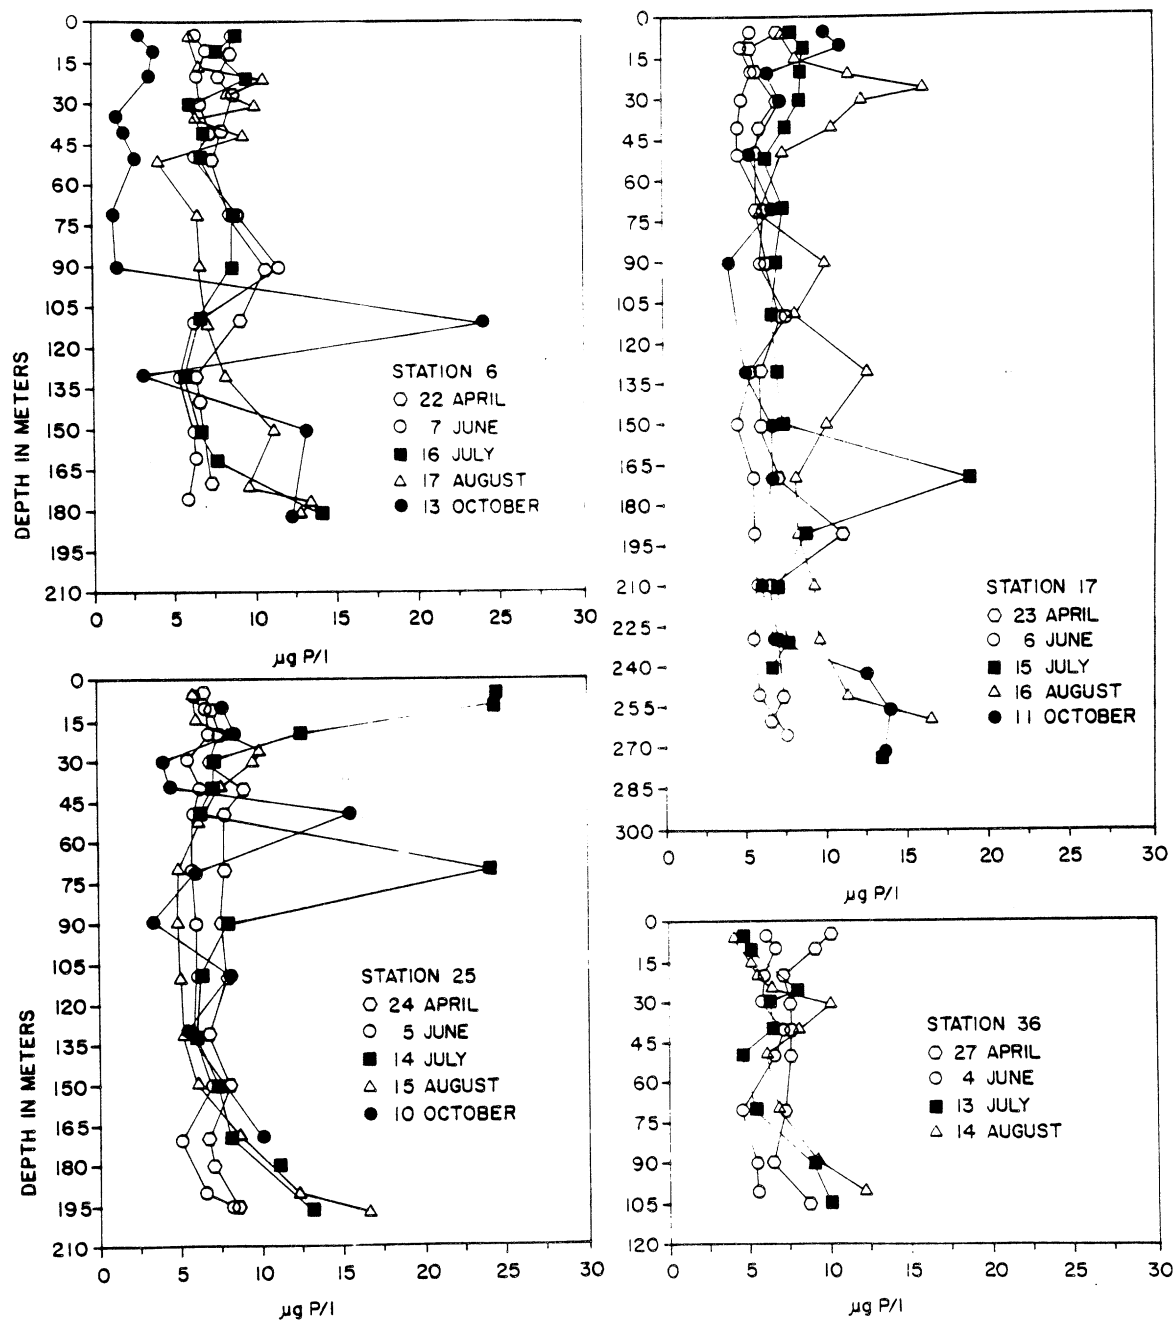 DEPTH IN METERS
0
15
30
45
60
75
90
105
120
135
150
165
180
195
210
0 5 10 15 20 25 30
µg P/l
STATION 6
22 APRIL
7 JUNE
16 JULY
17 AUGUST
13 OCTOBER
0
15
30
45
60
75
90
105
120
135
150
165
180
195
210
225
240
255
270
285
300
0 5 10 15 20 25 30
µg P/l
STATION 17
23 APRIL
6 JUNE
15 JULY
16 AUGUST
11 OCTOBER
DEPTH IN METERS
0
15
30
45
60
75
90
105
120
135
150
165
180
195
210
0 5 10 15 20 25 30
µg P/l
STATION 25
24 APRIL
5 JUNE
14 JULY
15 AUGUST
10 OCTOBER
0
15
30
45
60
75
90
105
120
0 5 10 15 20 25 30
µg P/l
STATION 36
27 APRIL
4 JUNE
13 JULY
14 AUGUST